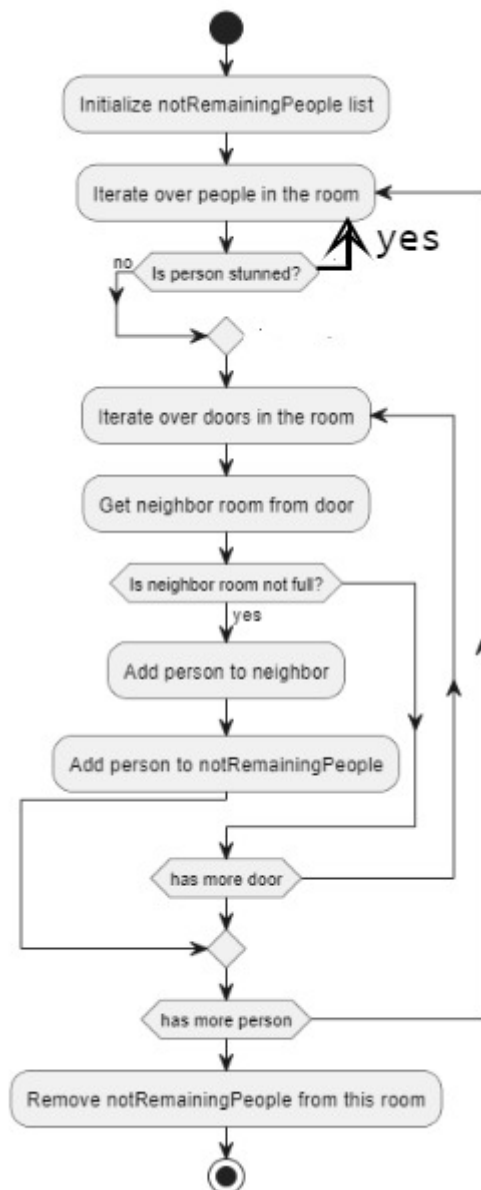 Initialize notRemainingPeople list
Iterate over people in the room
yes
no
Is person stunned?
Iterate over doors in the room
Get neighbor room from door
Is neighbor room not full?
yes
Add person to neighbor
Add person to notRemainingPeople
has more door
has more person
Remove notRemainingPeople from this room